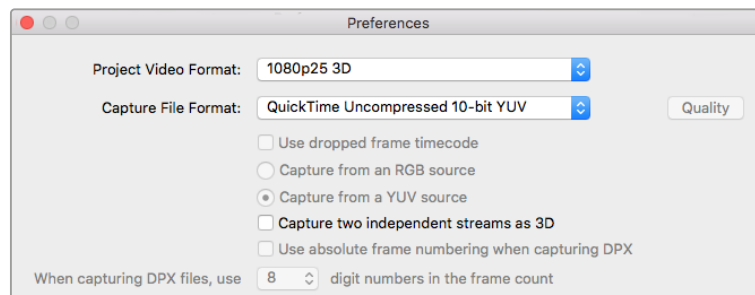 Preferences
Project Video Format: 1080p25 3D
Capture File Format: QuickTime Uncompressed 10-bit YUV Quality
Use dropped frame timecode
Capture from an RGB source
Capture from a YUV source
Capture two independent streams as 3D
Use absolute frame numbering when capturing DPX
When capturing DPX files, use 8 digit numbers in the frame count